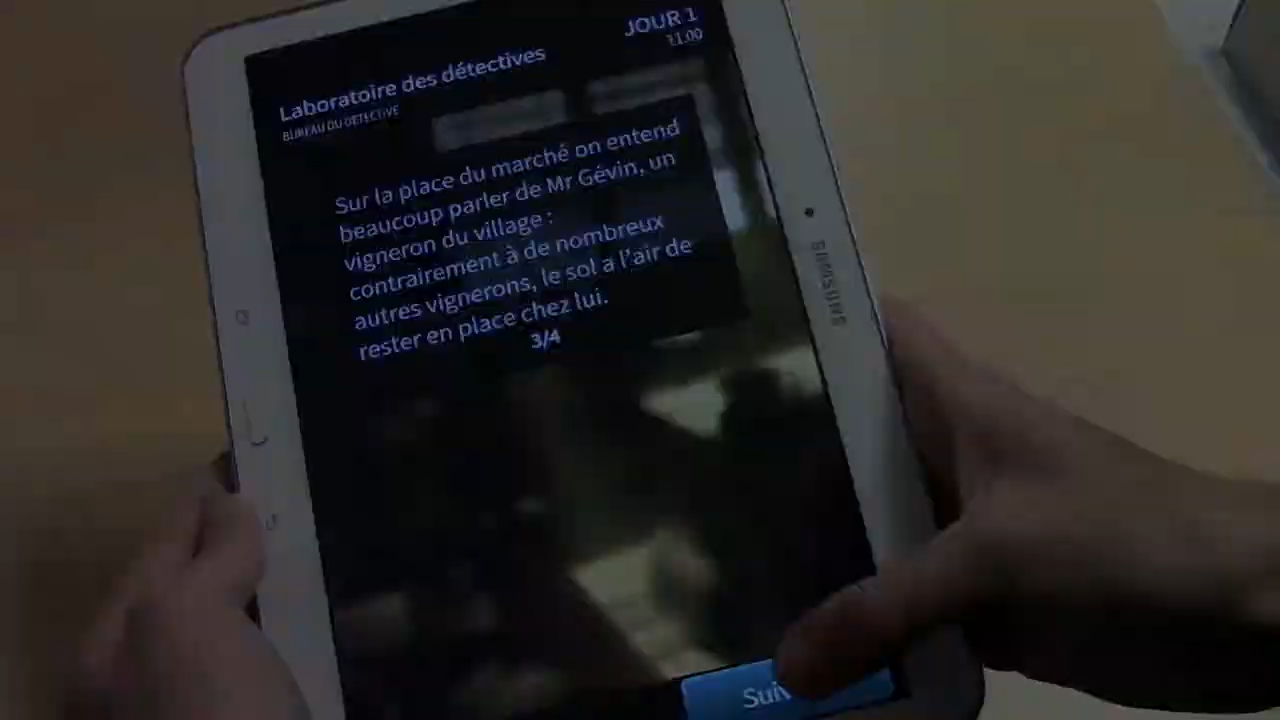 JOUR 1
11:00
Laboratoire des détectives
BUREAU DU DÉTECTIVE
Sur la place du marché on entend
beaucoup parler de Mr Gévin, un
vigneron du village :
contrairement à de nombreux
autres vignerons, le sol a l'air de
rester en place chez lui.
3/4
SAMSUNG